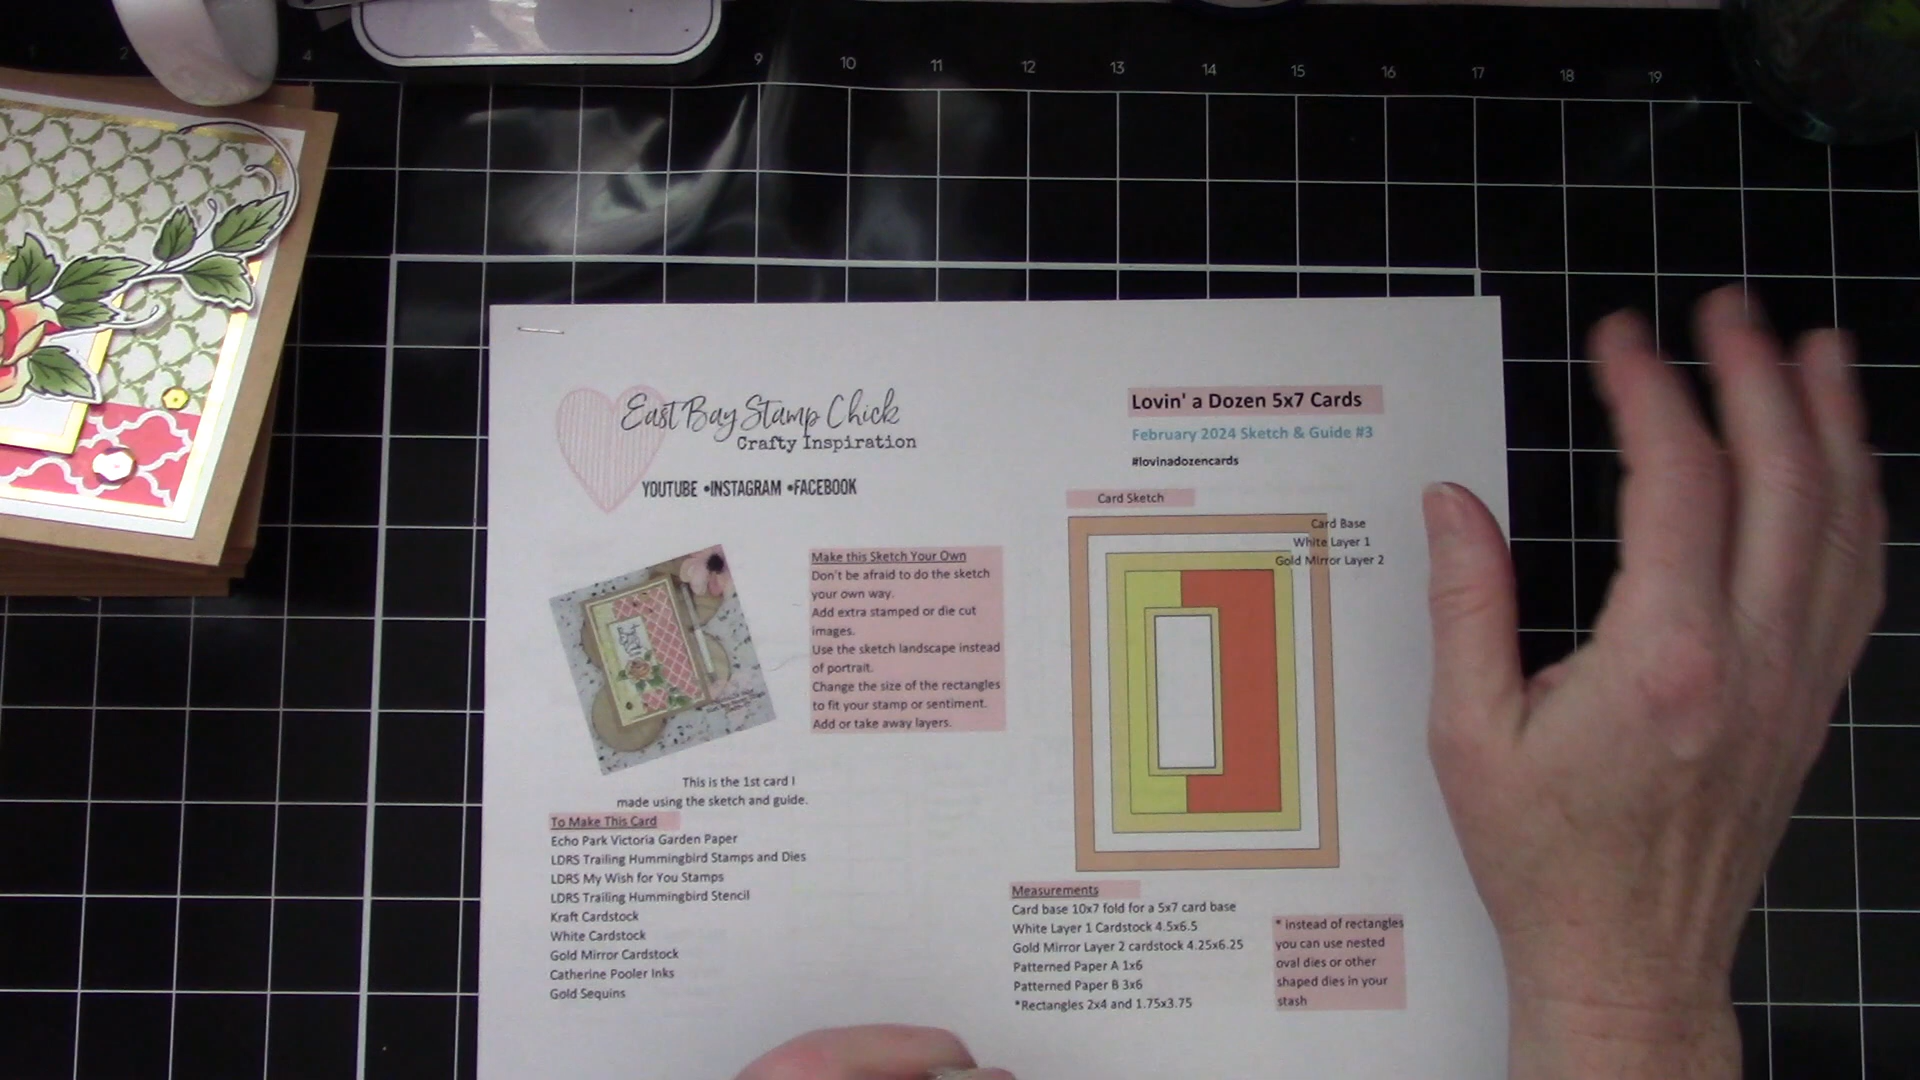 1 2 4 9 10 11 12 13 14 15 16 17 18 19
East Bay Stamp Chick
Crafty Inspiration
YOUTUBE •INSTAGRAM •FACEBOOK
Lovin' a Dozen 5x7 Cards
February 2024 Sketch & Guide #3
#lovinadozencards
Card Sketch
Card Base
White Layer 1
Gold Mirror Layer 2
Make this Sketch Your Own
Don't be afraid to do the sketch
your own way.
Add extra stamped or die cut
images.
Use the sketch landscape instead
of portrait.
Change the size of the rectangles
to fit your stamp or sentiment.
Add or take away layers.
This is the 1st card I
made using the sketch and guide.
To Make This Card
Echo Park Victoria Garden Paper
LDRS Trailing Hummingbird Stamps and Dies
LDRS My Wish for You Stamps
LDRS Trailing Hummingbird Stencil
Kraft Cardstock
White Cardstock
Gold Mirror Cardstock
Catherine Pooler Inks
Gold Sequins
Measurements
Card base 10x7 fold for a 5x7 card base
White Layer 1 Cardstock 4.5x6.5
Gold Mirror Layer 2 cardstock 4.25x6.25
Patterned Paper A 1x6
Patterned Paper B 3x6
*Rectangles 2x4 and 1.75x3.75
* instead of rectangles
you can use nested
oval dies or other
shaped dies in your
stash